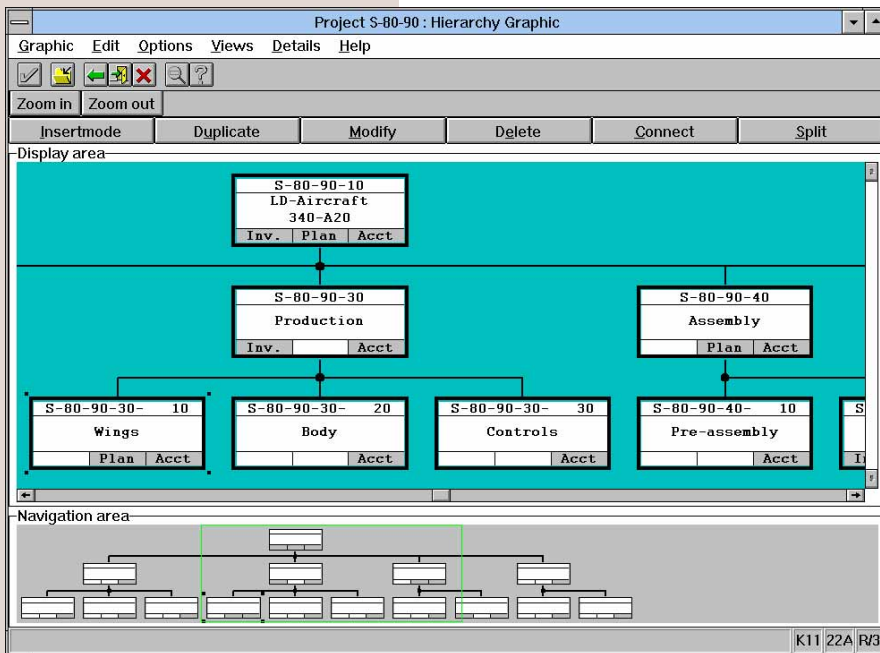 Project S-80-90 : Hierarchy Graphic
Graphic Edit Options Views Details Help
Zoom in Zoom out
Insertmode Duplicate Modify Delete Connect Split
Display area
S-80-90-10
LD-Aircraft
340-A20
Inv. Plan Acct
S-80-90-30 S-80-90-40
Production Assembly
Inv. Acct Plan Acct
S-80-90-30- 10 S-80-90-30- 20 S-80-90-30- 30 S-80-90-40- 10 S
Wings Body Controls Pre-assembly
Plan Acct Acct Acct Acct
Navigation area
K11 22A R/3